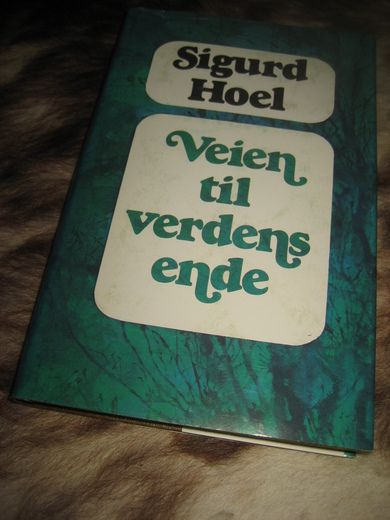 Sigurd
Hoel
Veien
til
verdens
ende